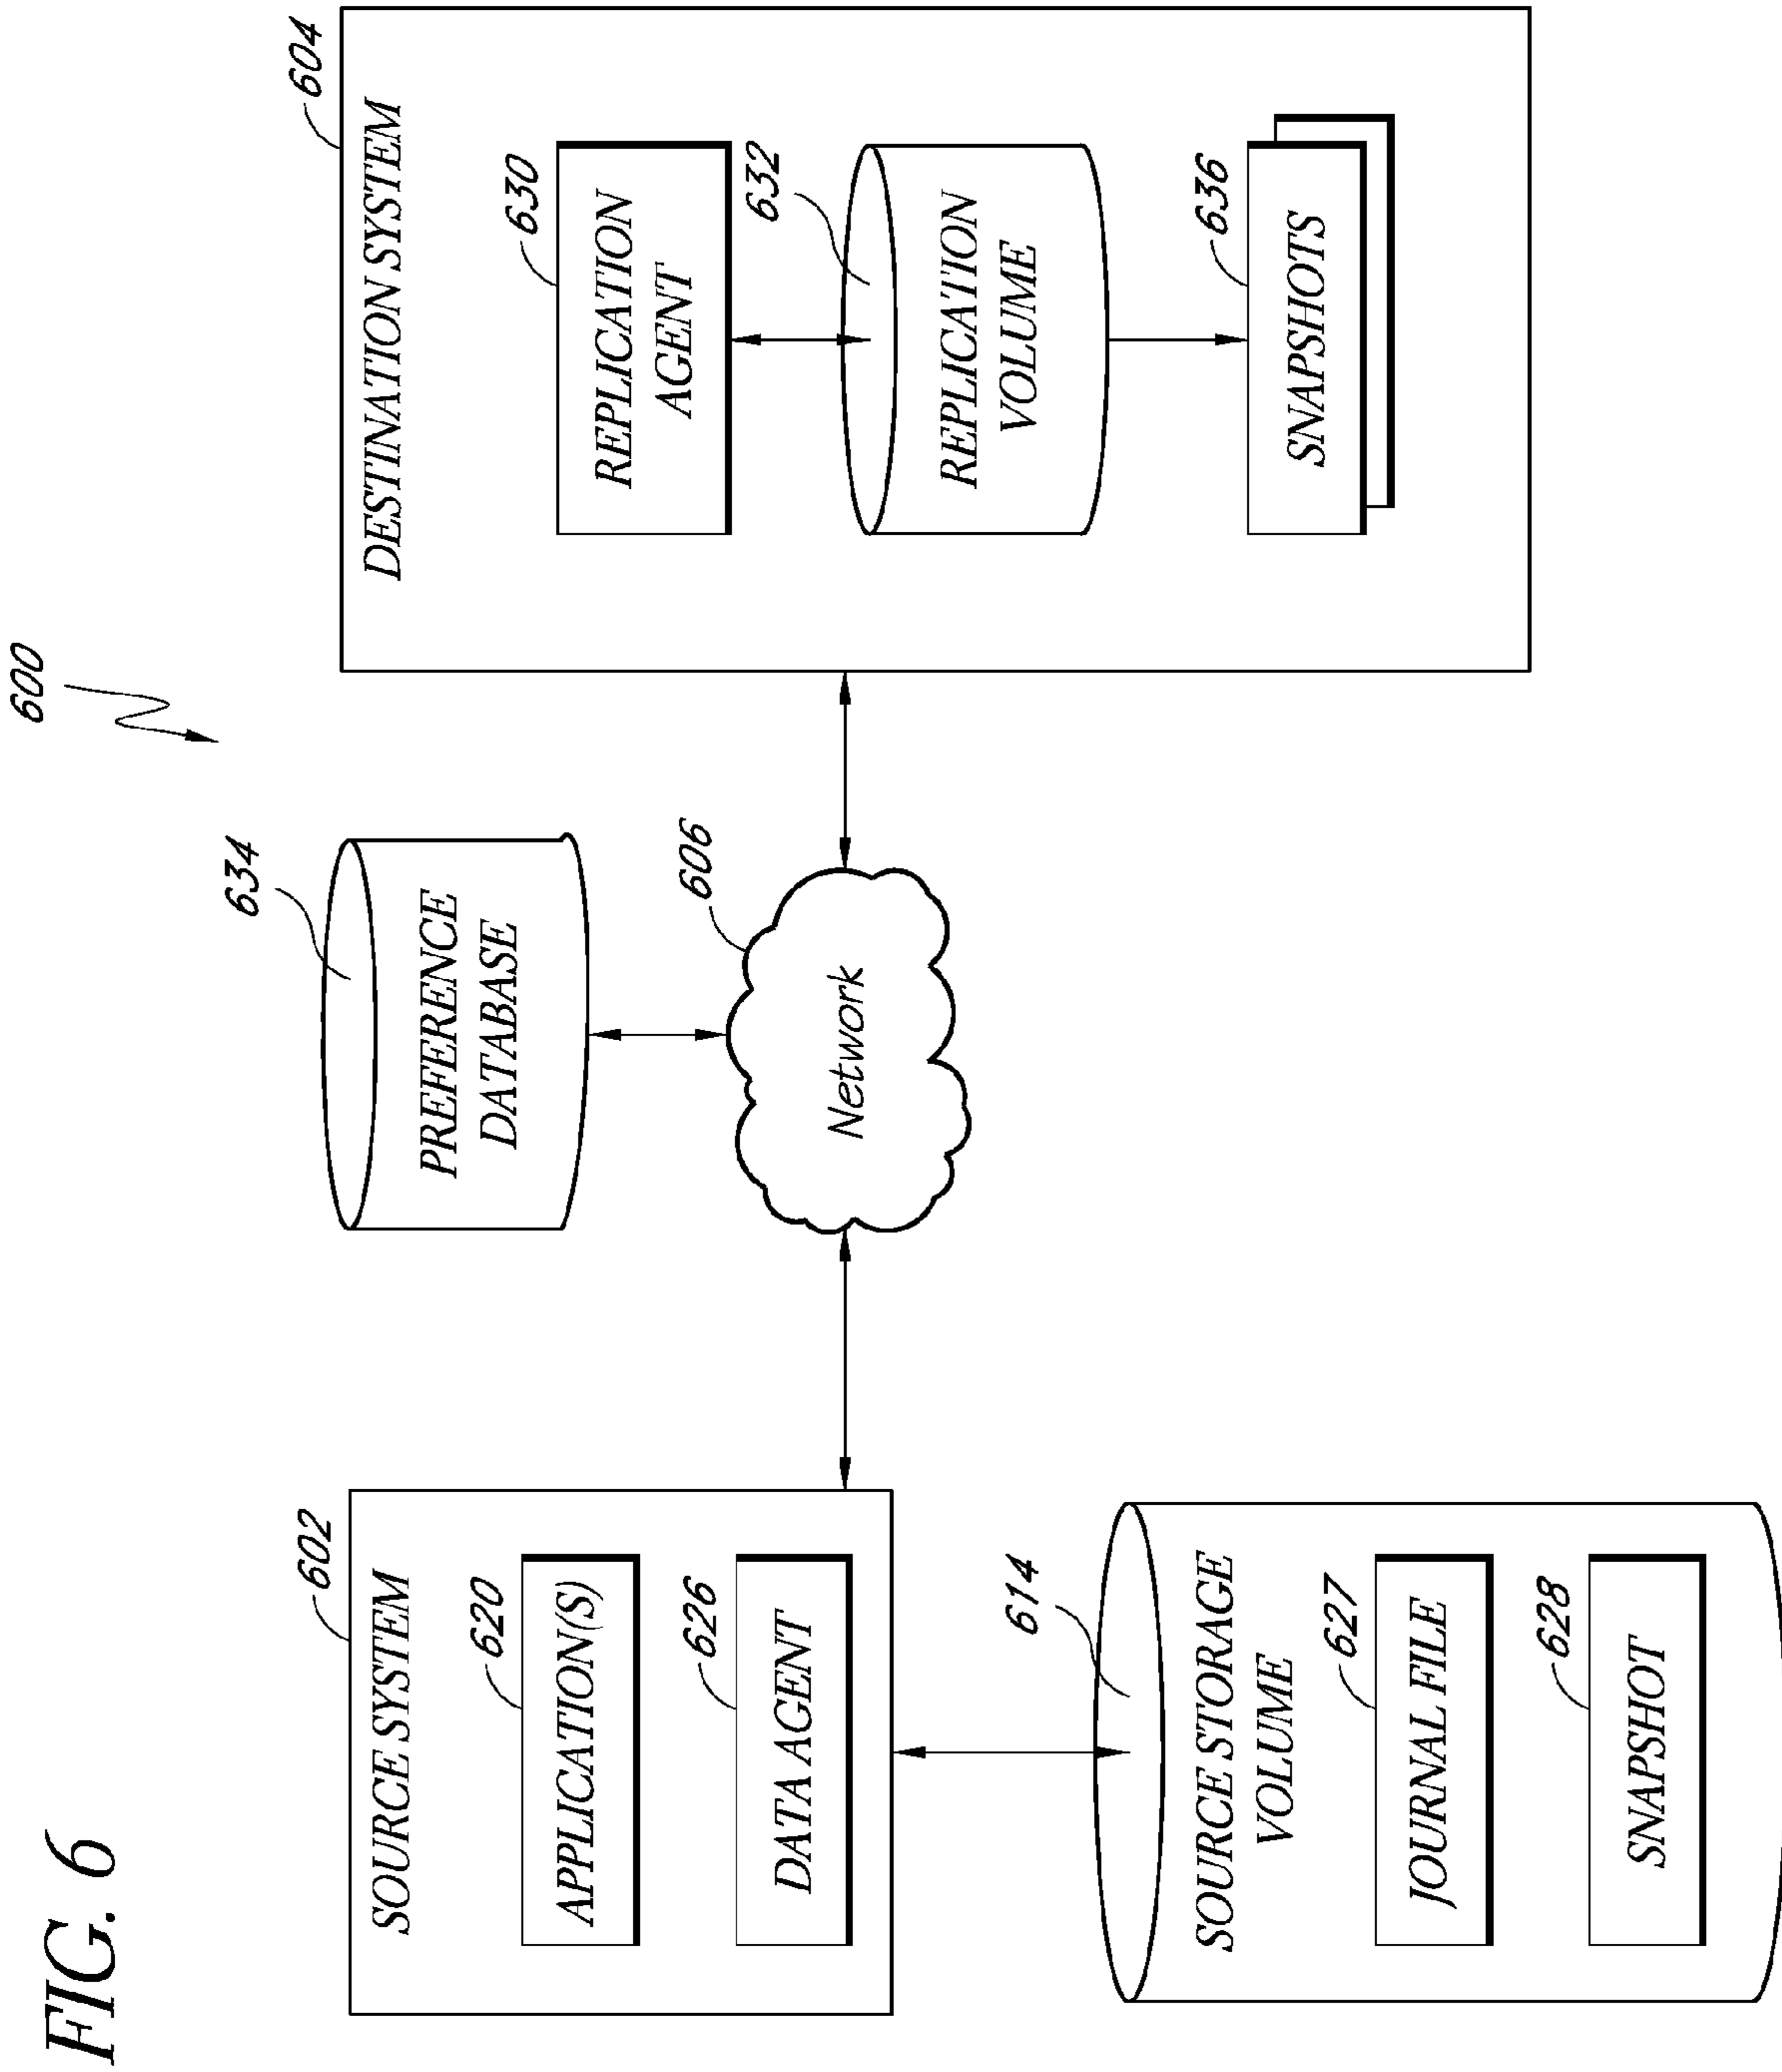 FIG. 6
600
602
SOURCE SYSTEM
620
APPLICATION(S)
626
DATA AGENT
614
SOURCE STORAGE
VOLUME
627
JOURNAL FILE
628
SNAPSHOT
634
PREFERENCE
DATABASE
606
Network
604
DESTINATION SYSTEM
630
REPLICATION
AGENT
632
REPLICATION
VOLUME
636
SNAPSHOTS